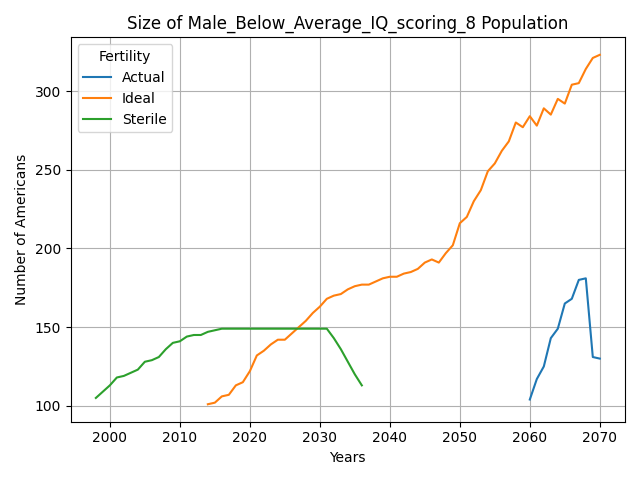 Size of Male_Below_Average_IQ_scoring_8 Population
Fertility
Actual
Ideal
Sterile
Number of Americans
300
250
200
150
100
2000 2010 2020 2030 2040 2050 2060 2070
Years